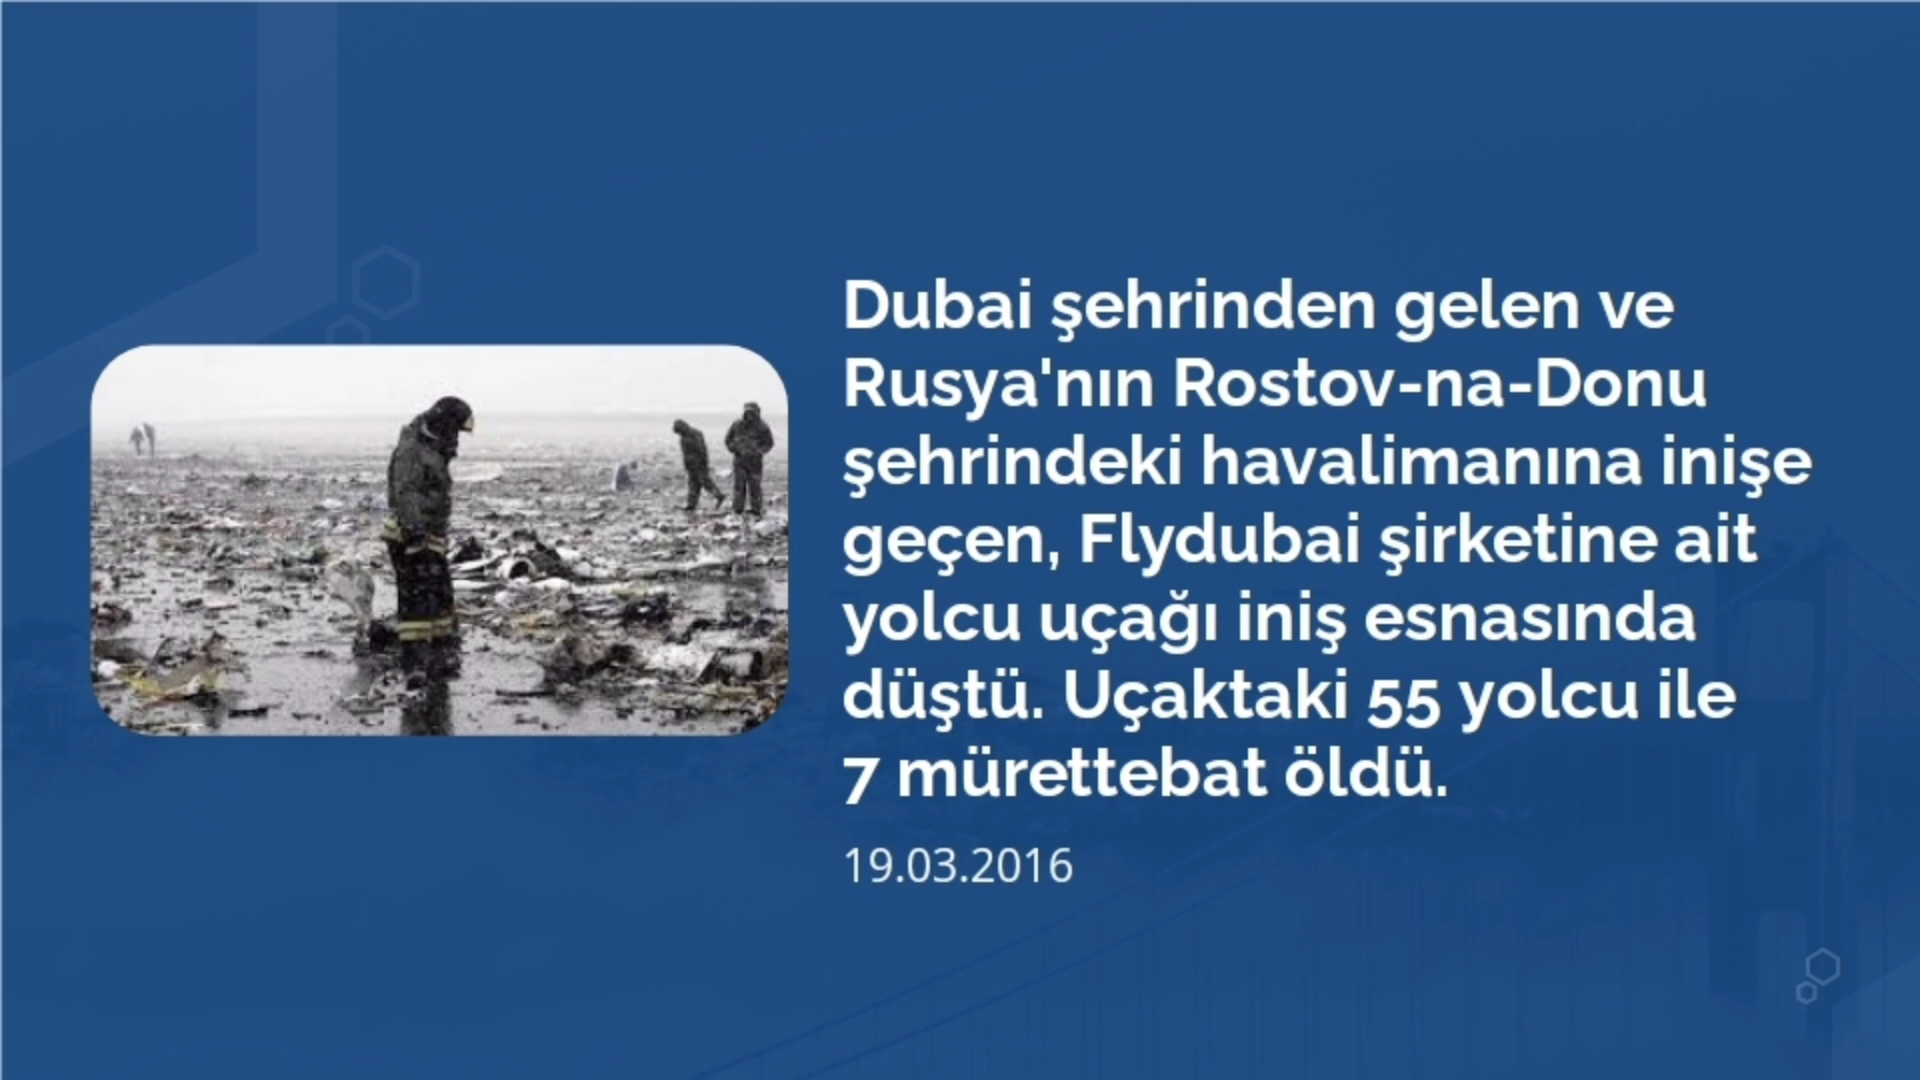 Dubai şehrinden gelen ve
Rusya'nın Rostov-na-Donu
şehrindeki havalimanına inişe
geçen, Flydubai şirketine ait
yolcu uçağı iniş esnasında
düştü. Uçaktaki 55 yolcu ile
7 mürettebat öldü.
19.03.2016